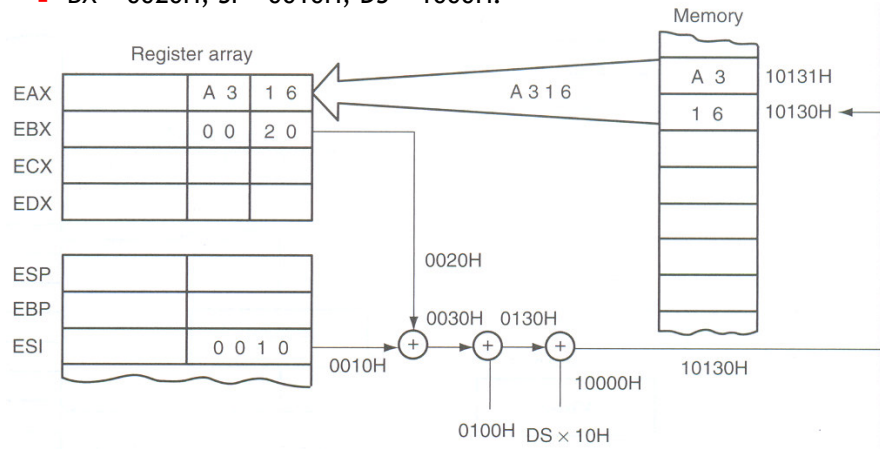 BX = 0020H, SI = 0010H, DS = 1000H.
Memory
Register array
EAX A 3 1 6
A 3 1 6
A 3 10131H
EBX 0 0 2 0
1 6 10130H
ECX
EDX
ESP
EBP
ESI 0 0 1 0
0020H
0030H 0130H
0010H
+ + +
10000H
10130H
0100H DS × 10H